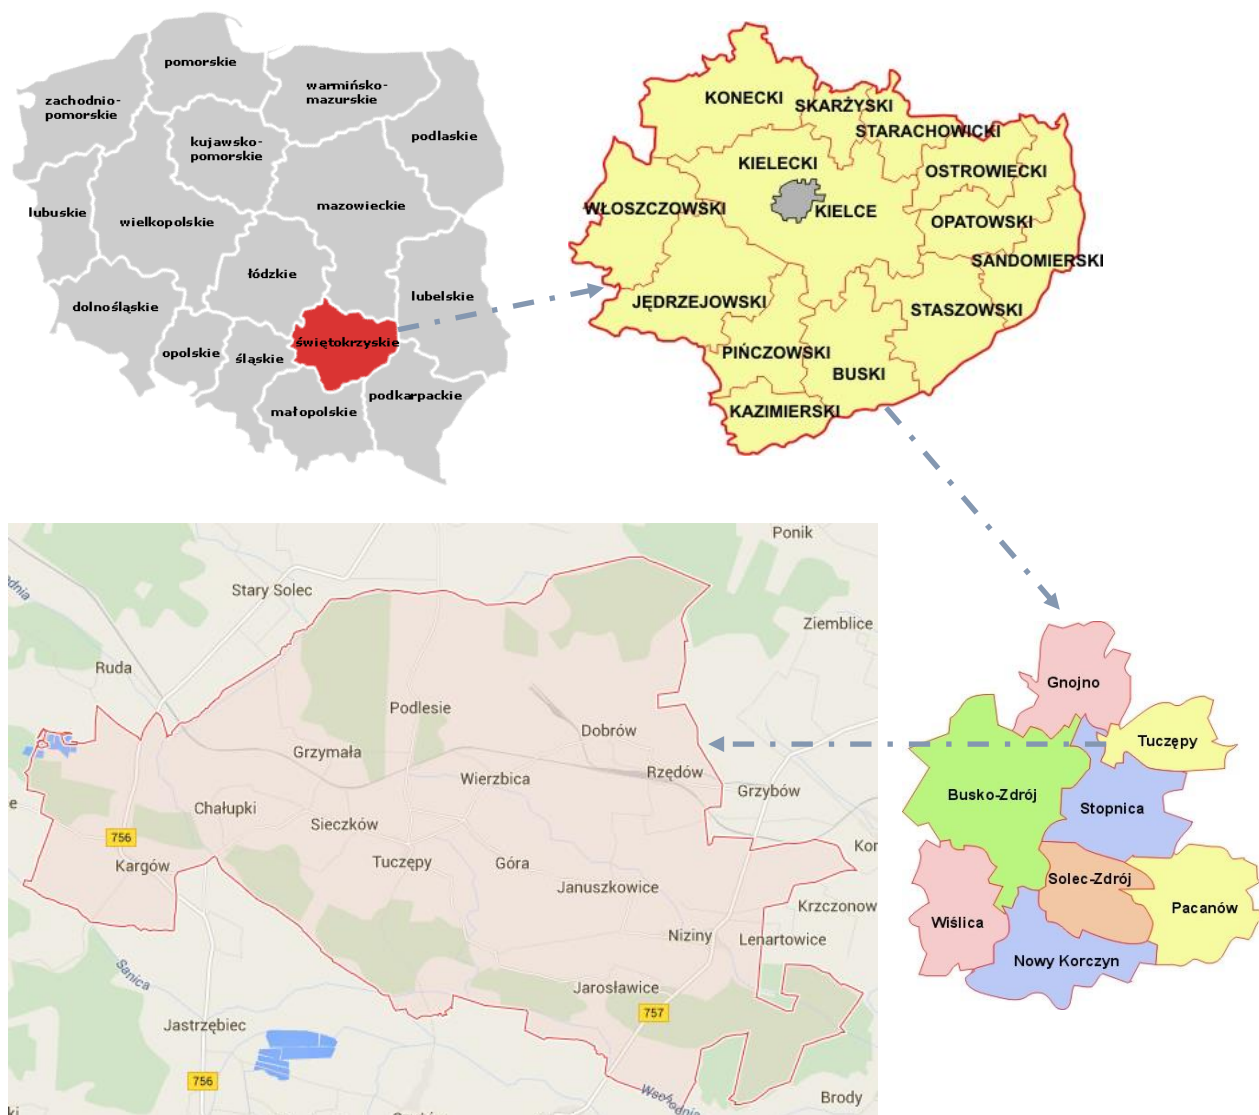 pomorskie
warmińsko-
mazurskie
zachodnio-
pomorskie
podlaskie
kujawsko-
pomorskie
lubuskie
wielkopolskie
mazowieckie
łódzkie
lubelskie
dolnośląskie
świętokrzyskie
opolskie
śląskie
podkarpackie
małopolskie
KONECKI
SKARŻYSKI
STARACHOWICKI
KIELECKI
OSTROWIECKI
WŁOSZCZOWSKI
KIELCE
OPATOWSKI
SANDOMIERSKI
JĘDRZEJOWSKI
STASZOWSKI
PIŃCZOWSKI
BUSKI
KAZIMIERSKI
Ponik
Stary Solec
Ziemblice
Ruda
Podlesie
Dobrów
Grzymała
Wierzbica
Rzędów
Grzybów
Chałupki
Sieczków
756
Kargów
Tuczępy
Góra
Januszkowice
Kor
Krzczonow
Niziny
Lenartowice
Sanica
Jarosławice
757
Jastrzębiec
756
Wschodnia
Brody
Gnojno
Tuczępy
Busko-Zdrój
Stopnica
Solec-Zdrój
Wiślica
Pacanów
Nowy Korczyn